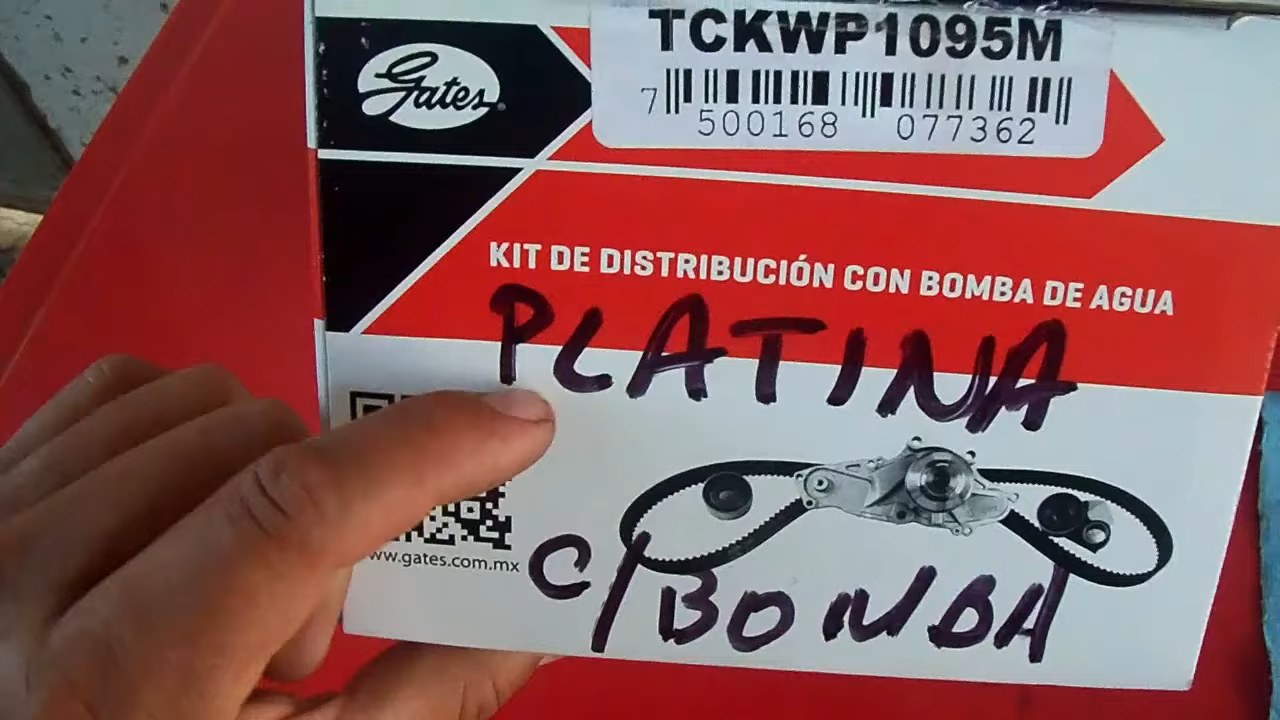 TCKWP1095M
Gates
7 500168 077362
KIT DE DISTRIBUCIÓN CON BOMBA DE AGUA
PLATINA
www.gates.com.mx
C/BOMBA